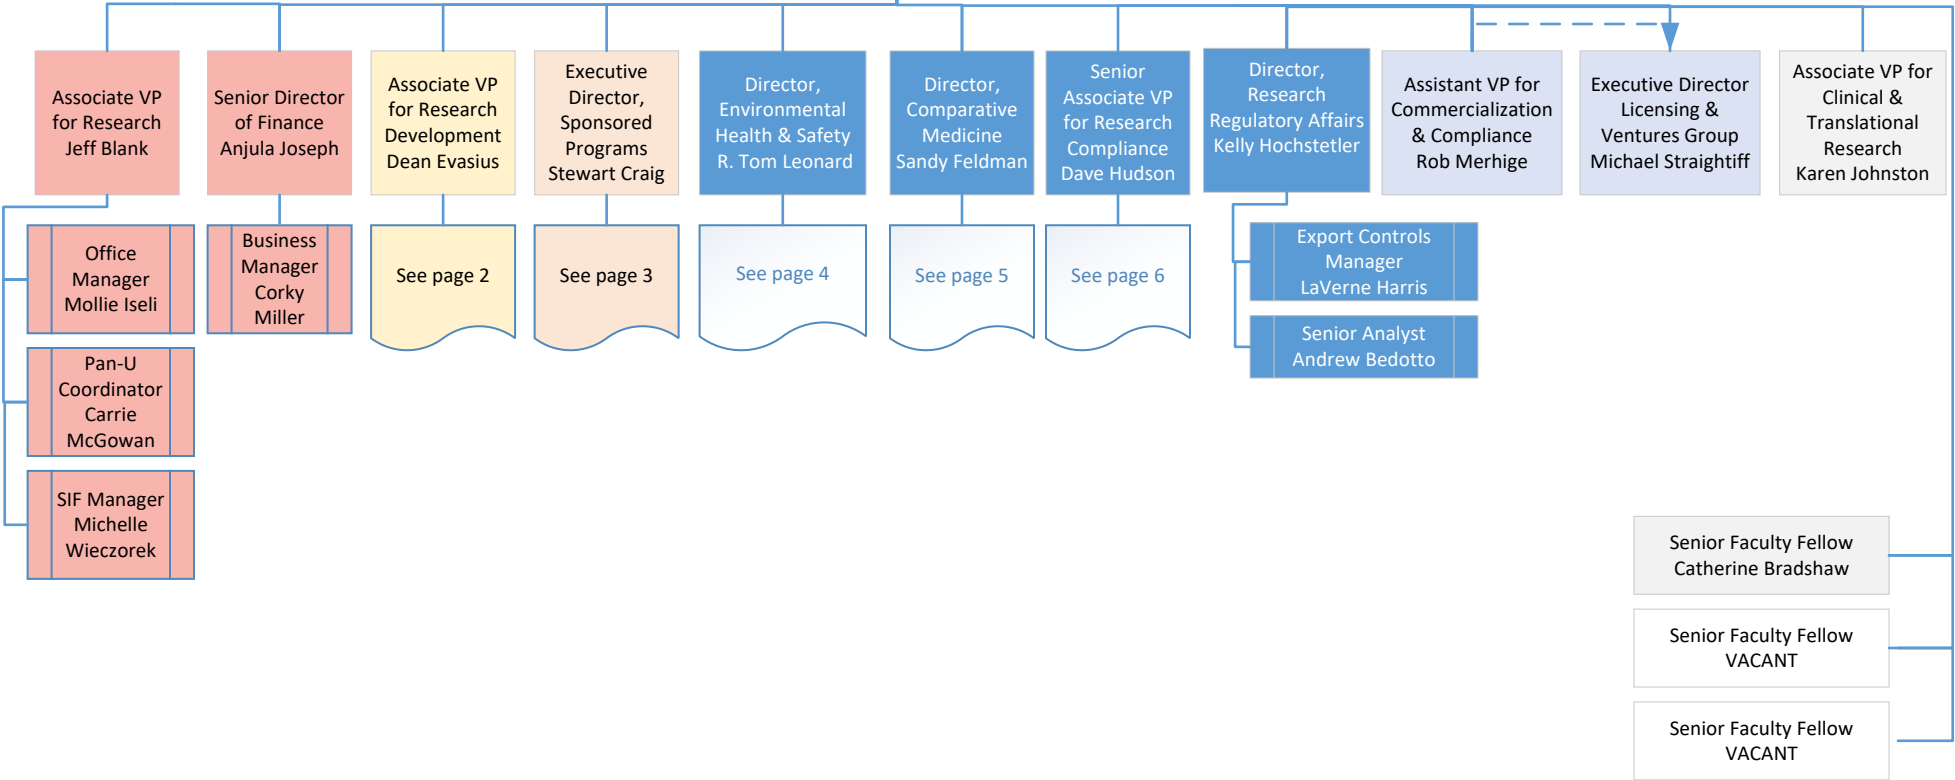 Associate VP
for Research
Jeff Blank
Senior Director
of Finance
Anjula Joseph
Associate VP
for Research
Development
Dean Evasius
Executive
Director,
Sponsored
Programs
Stewart Craig
Director,
Environmental
Health & Safety
R. Tom Leonard
Director,
Comparative
Medicine
Sandy Feldman
Senior
Associate VP
for Research
Compliance
Dave Hudson
Director,
Research
Regulatory Affairs
Kelly Hochstetler
Assistant VP for
Commercialization
& Compliance
Rob Merhige
Executive Director
Licensing &
Ventures Group
Michael Straightiff
Associate VP for
Clinical &
Translational
Research
Karen Johnston
Office
Manager
Mollie Iseli
Business
Manager
Corky
Miller
See page 2
See page 3
See page 4
See page 5
See page 6
Export Controls
Manager
LaVerne Harris
Senior Analyst
Andrew Bedotto
Pan-U
Coordinator
Carrie
McGowan
SIF Manager
Michelle
Wieczorek
Senior Faculty Fellow
Catherine Bradshaw
Senior Faculty Fellow
VACANT
Senior Faculty Fellow
VACANT